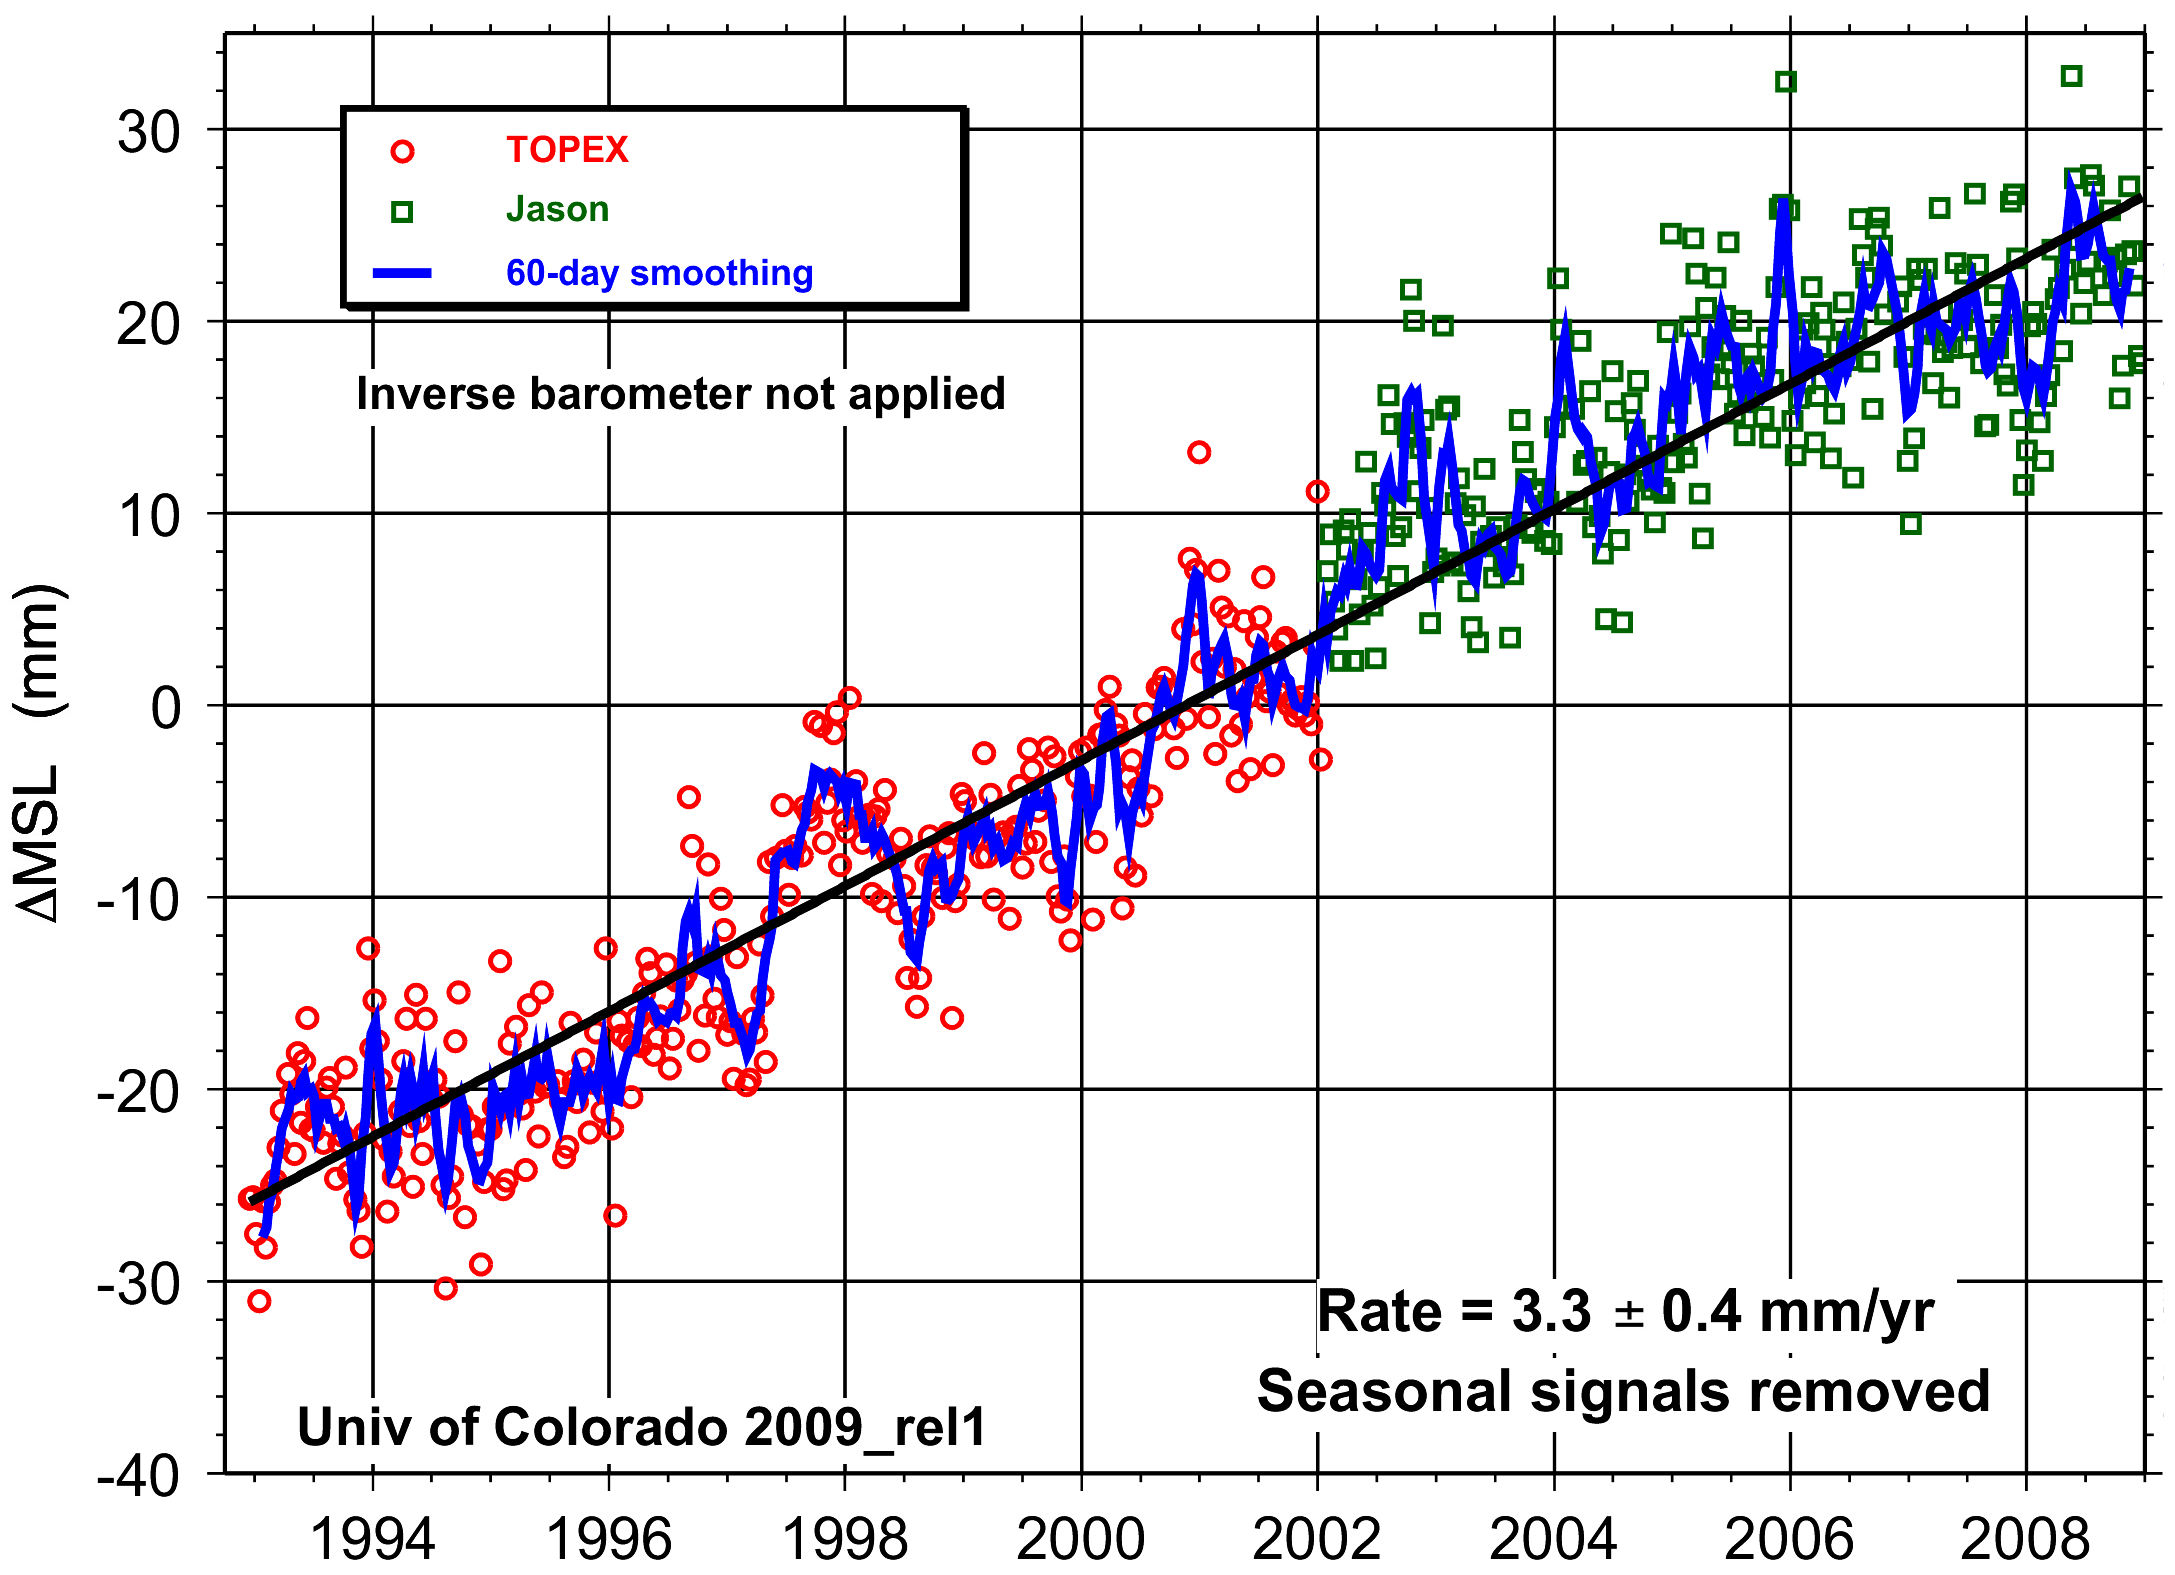 TOPEX
Jason
60-day smoothing
Inverse barometer not applied
ΔMSL (mm)
30
20
10
0
-10
-20
-30
-40
Rate = 3.3 ± 0.4 mm/yr
Seasonal signals removed
Univ of Colorado 2009_rel1
1994 1996 1998 2000 2002 2004 2006 2008